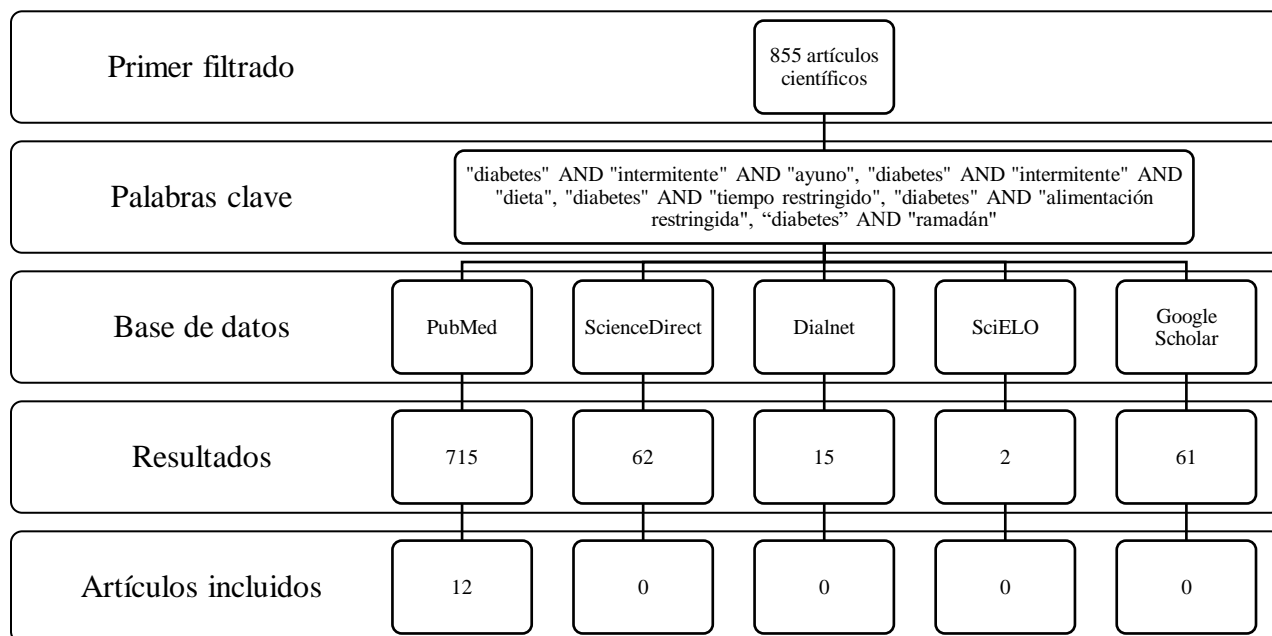 Primer filtrado
855 artículos
científicos
Palabras clave
"diabetes" AND "intermitente" AND "ayuno", "diabetes" AND "intermitente" AND
"dieta", "diabetes" AND "tiempo restringido", "diabetes" AND "alimentación
restringida", “diabetes” AND "ramadán"
Base de datos
PubMed
ScienceDirect
Dialnet
SciELO
Google
Scholar
Resultados
715
62
15
2
61
Artículos incluidos
12
0
0
0
0